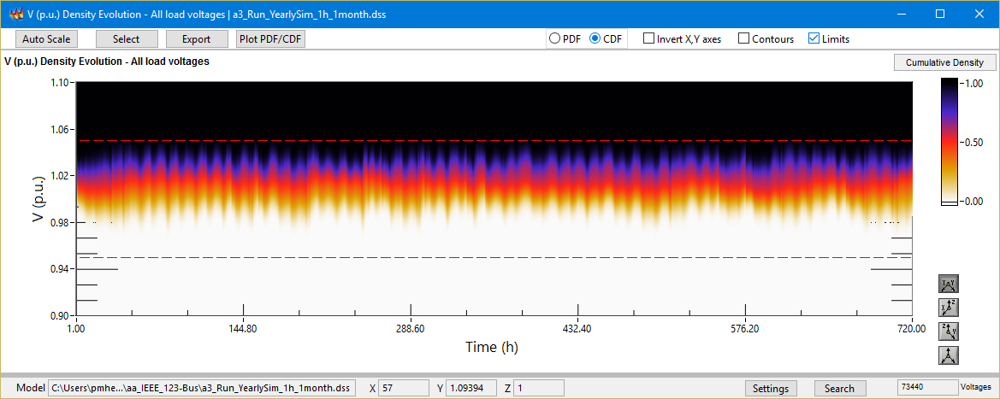 V (p.u.) Density Evolution - All load voltages | a3_Run_YearlySim_1h_1month.dss
Auto Scale Select Export Plot PDF/CDF PDF CDF Invert X,Y axes Contours Limits
V (p.u.) Density Evolution - All load voltages
Cumulative Density
1.10
1.06
1.02
0.98
0.94
0.90
V (p.u.)
1.00
0.50
0.00
1.00 144.80 288.60 432.40 576.20 720.00
Time (h)
X Y
Z X
Z Y
Model C:\Users\pmhe...\aa_IEEE_123-Bus\a3_Run_YearlySim_1h_1month.dss X 57 Y 1.09394 Z 1 Settings Search 73440 Voltages